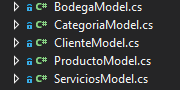 C# BodegaModel.cs
C# CategoriaModel.cs
C# ClienteModel.cs
C# ProductoModel.cs
C# ServiciosModel.cs